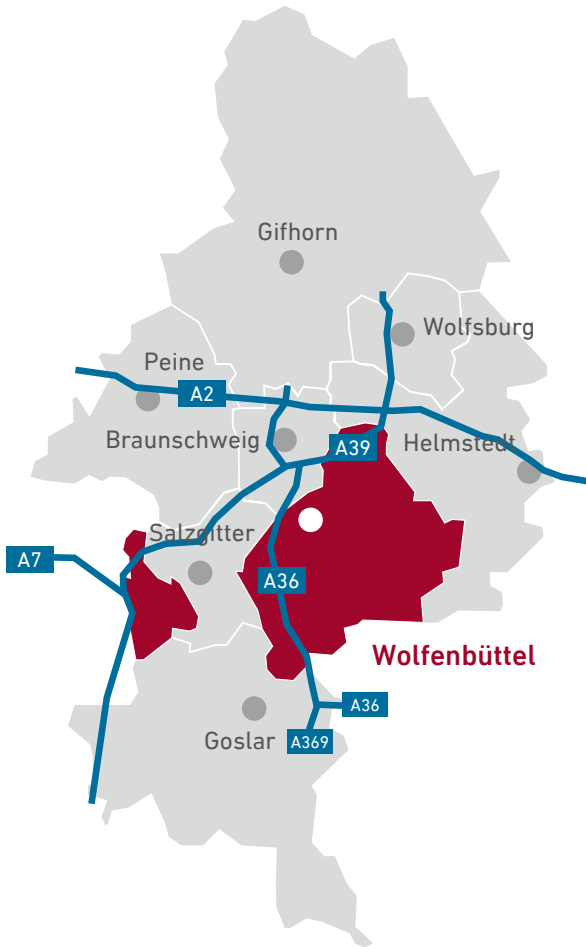 Gifhorn
Wolfsburg
Peine
A2
Braunschweig
A39
Helmstedt
Salzgitter
A7
A36
Wolfenbüttel
A36
Goslar
A369